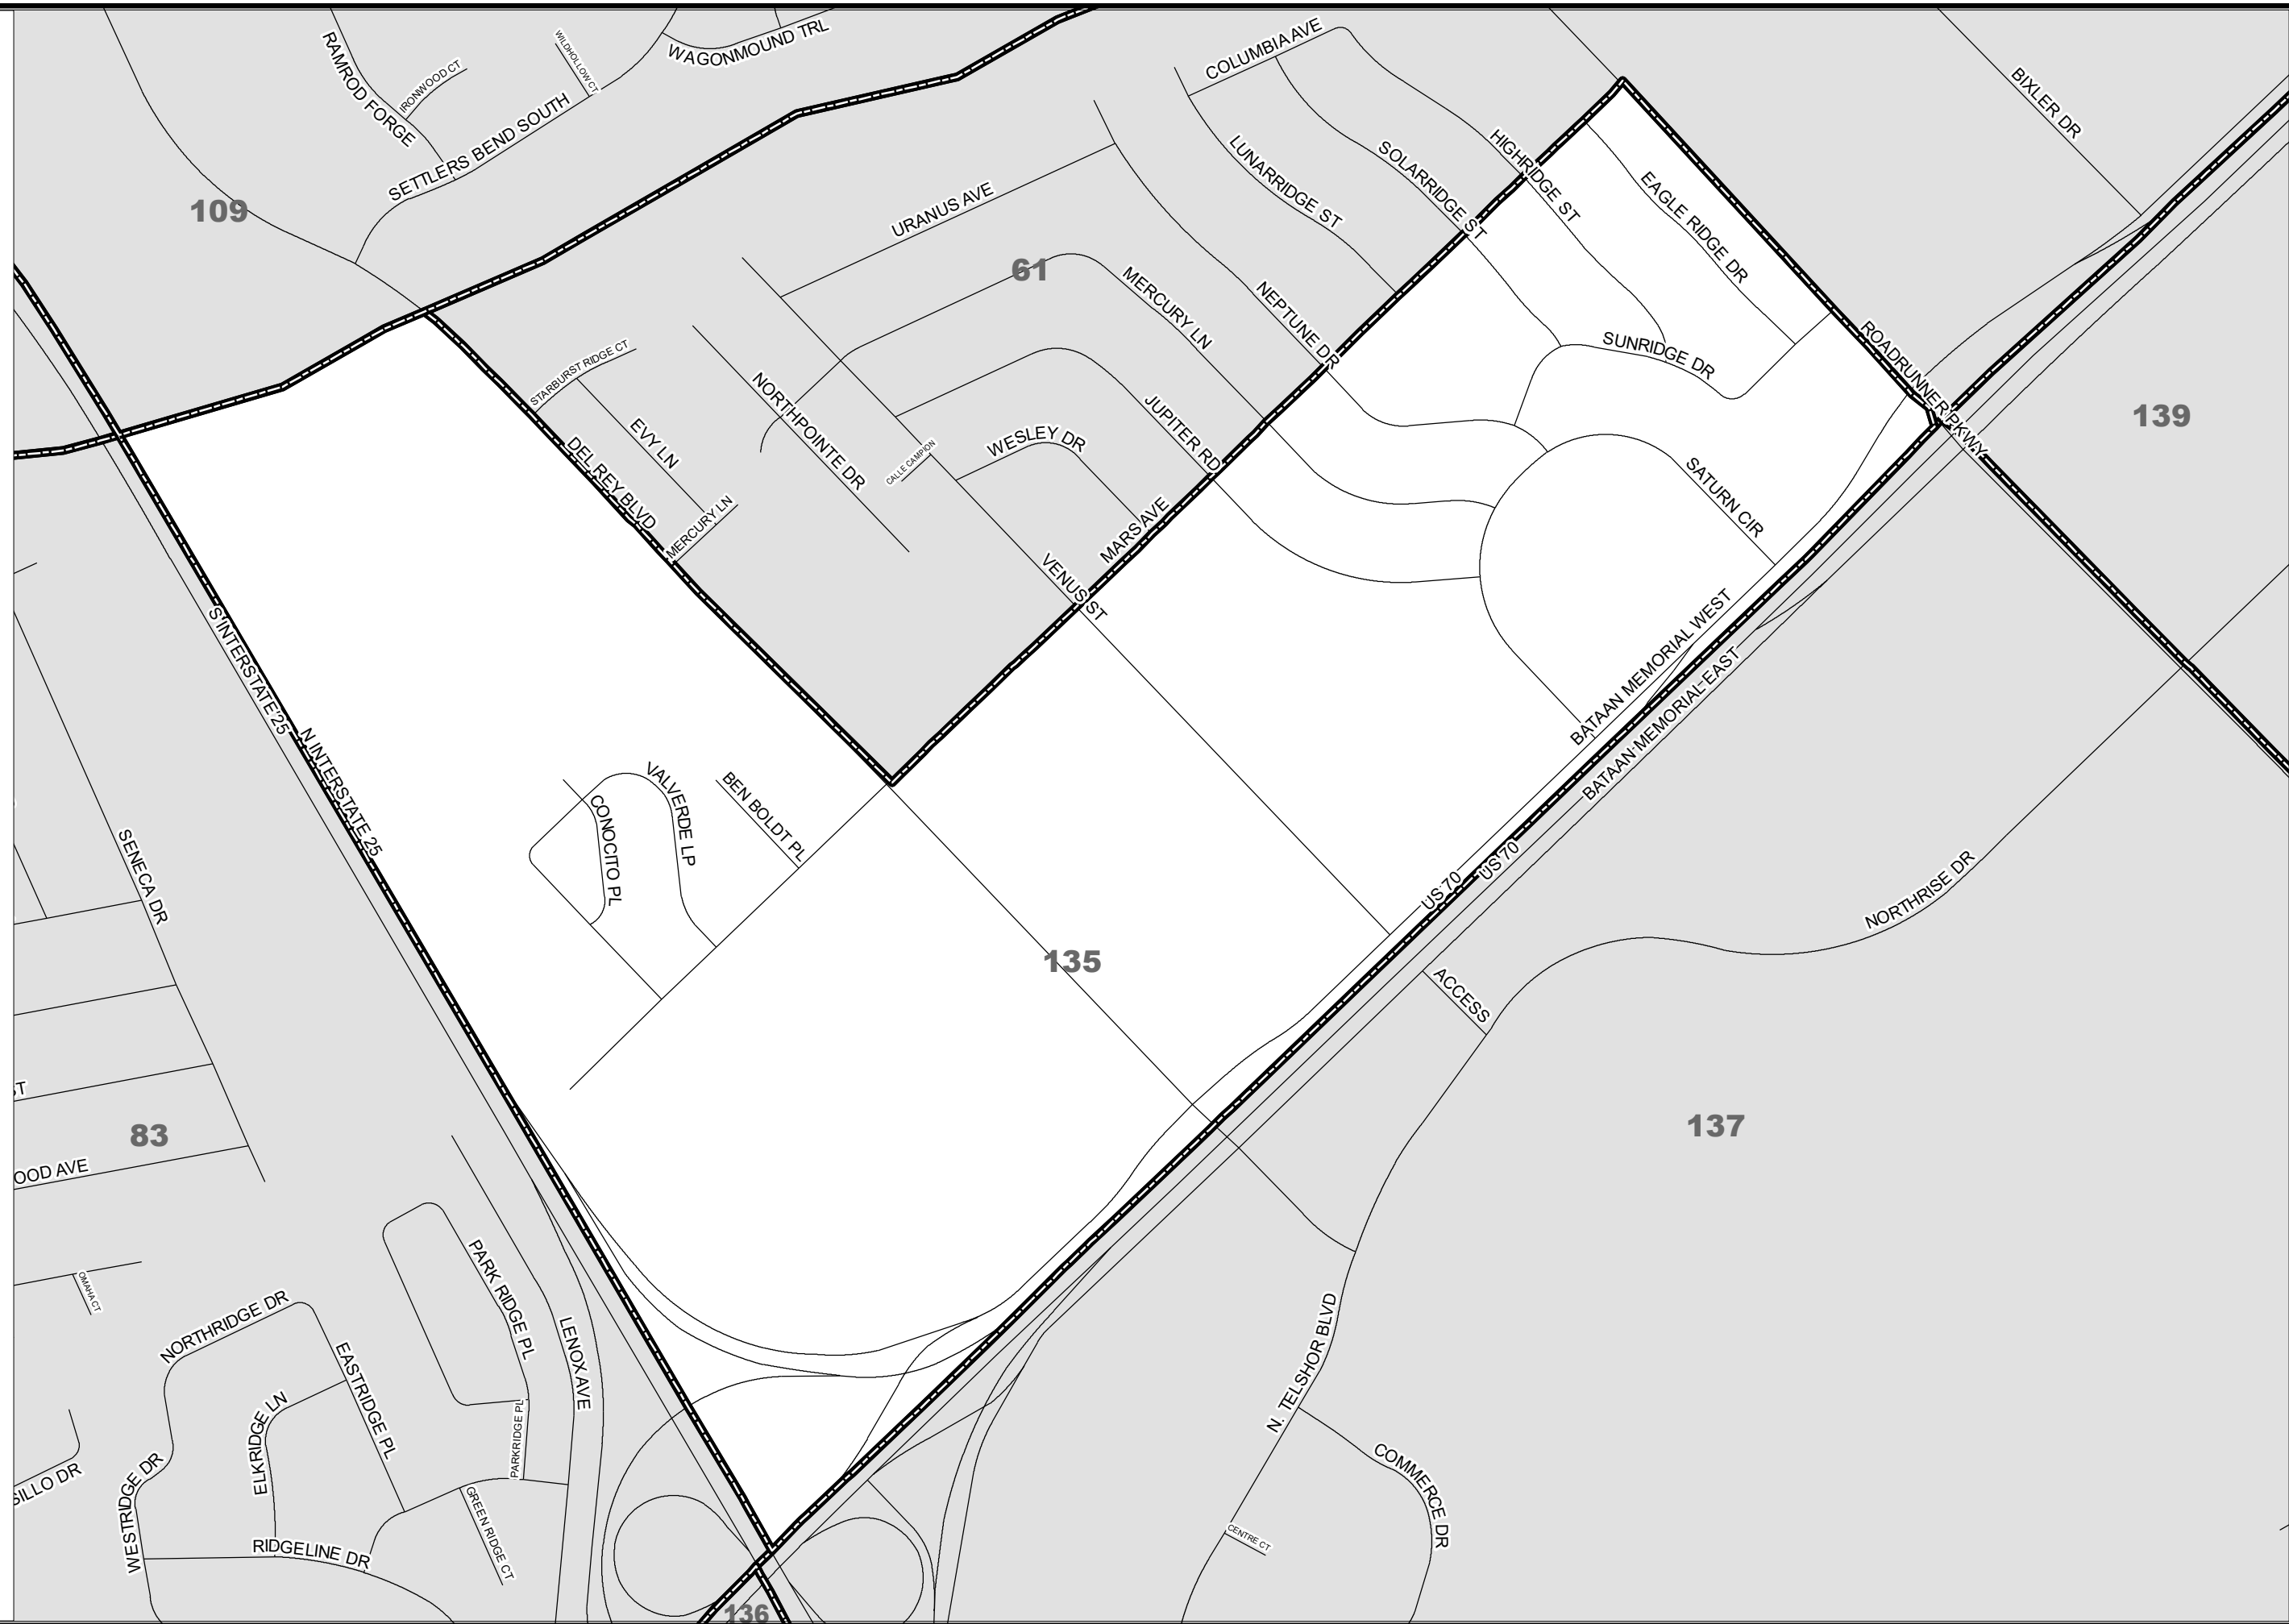 RAMROD FORGE
IRONWOOD CT
WILDHOLLOW CT
WAGONMOUND TRL
SETTLERS BEND SOUTH
COLUMBIA AVE
BIXLER DR
109
61
URANUS AVE
LUNARRIDGE ST
SOLARRIDGE ST
HIGHRIDGE ST
EAGLE RIDGE DR
MERCURY LN
NEPTUNE DR
SUNRIDGE DR
ROADRUNNER PKWY
139
STARBURST RIDGE CT
EVY LN
NORTHPOINTE DR
CALLE CAMPION
WESLEY DR
JUPITER RD
DEL REY BLVD
MERCURY LN
MARS AVE
VENUS ST
SATURN CIR
S INTERSTATE 25
N INTERSTATE 25
BATAAN MEMORIAL WEST
BATAAN MEMORIAL EAST
CONOCITO PL
VALVERDE LP
BEN BOLDT PL
US 70
US 70
SENECA DR
NORTHRISE DR
135
ACCESS
ST
83
137
OOD AVE
OMAHA CT
NORTHRIDGE DR
PARK RIDGE PL
LENOX AVE
EASTRIDGE PL
ELKRIDGE LN
PARKRIDGE PL
N. TELSHOR BLVD
COMMERCE DR
SILLO DR
WESTRIDGE DR
GREEN RIDGE CT
RIDGELINE DR
CENTRE CT
136